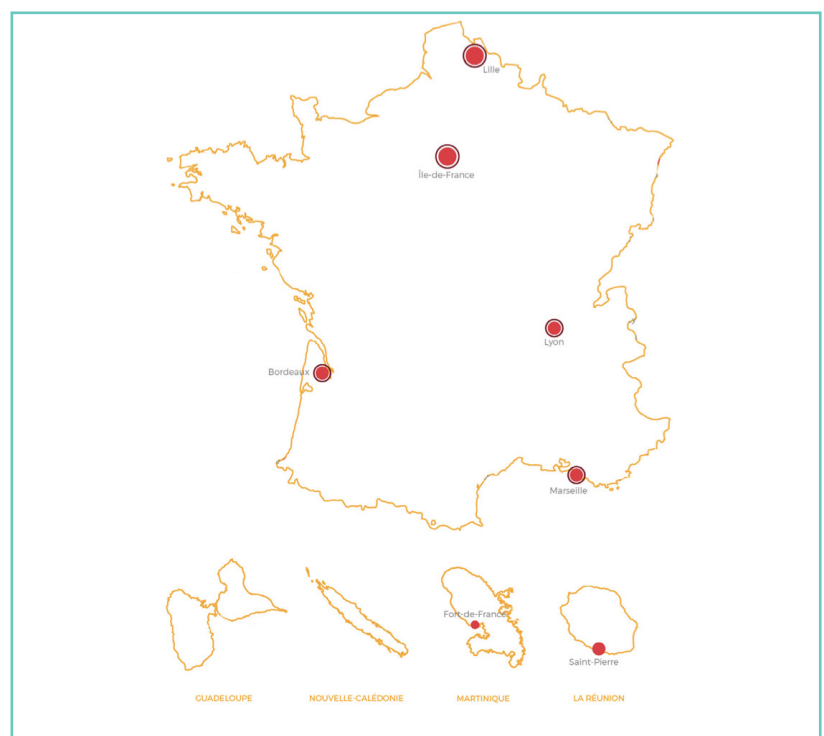 Lille
Île-de-France
Lyon
Bordeaux
Marseille
Fort-de-France
Saint-Pierre
GUADELOUPE
NOUVELLE-CALÉDONIE
MARTINIQUE
LA RÉUNION